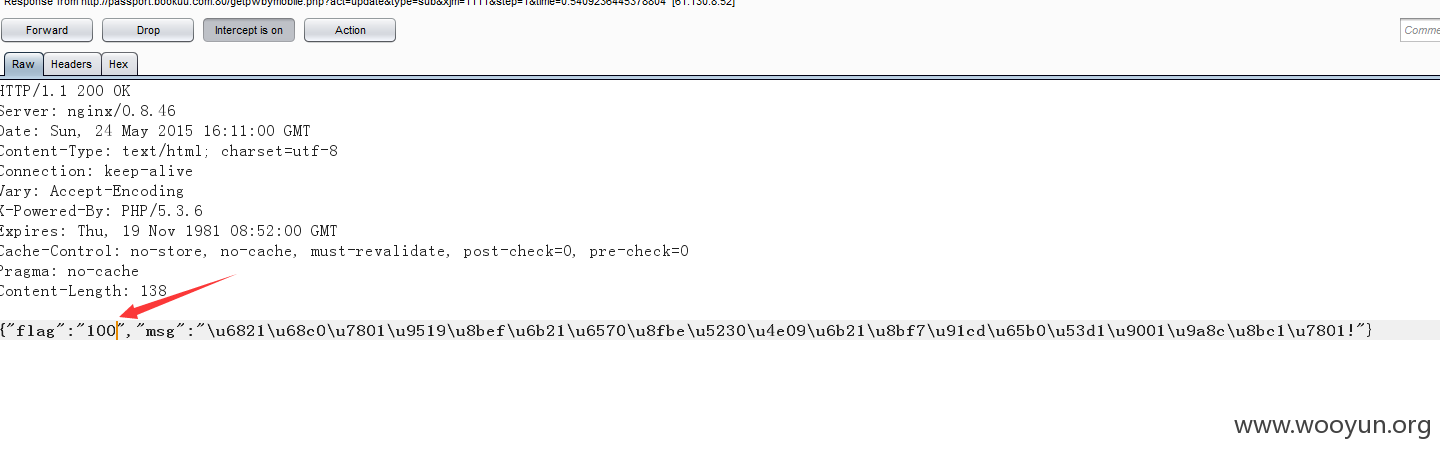 Response from http://passport.bookuu.com:80/getpwbymobile.php?act=update&type=sub&xjm=1111&step=1&time=0.5409236445378804 [61.130.8.52]
Forward Drop Intercept is on Action Comme
Raw Headers Hex
HTTP/1.1 200 OK
Server: nginx/0.8.46
Date: Sun, 24 May 2015 16:11:00 GMT
Content-Type: text/html; charset=utf-8
Connection: keep-alive
Vary: Accept-Encoding
X-Powered-By: PHP/5.3.6
Expires: Thu, 19 Nov 1981 08:52:00 GMT
Cache-Control: no-store, no-cache, must-revalidate, post-check=0, pre-check=0
Pragma: no-cache
Content-Length: 138
{"flag":"100","msg":"\u6821\u68c0\u7801\u9519\u8bef\u6b21\u6570\u8fbe\u5230\u4e09\u6b21\u8bf7\u91cd\u65b0\u53d1\u9001\u9a8c\u8bc1\u7801!"}
www.wooyun.org